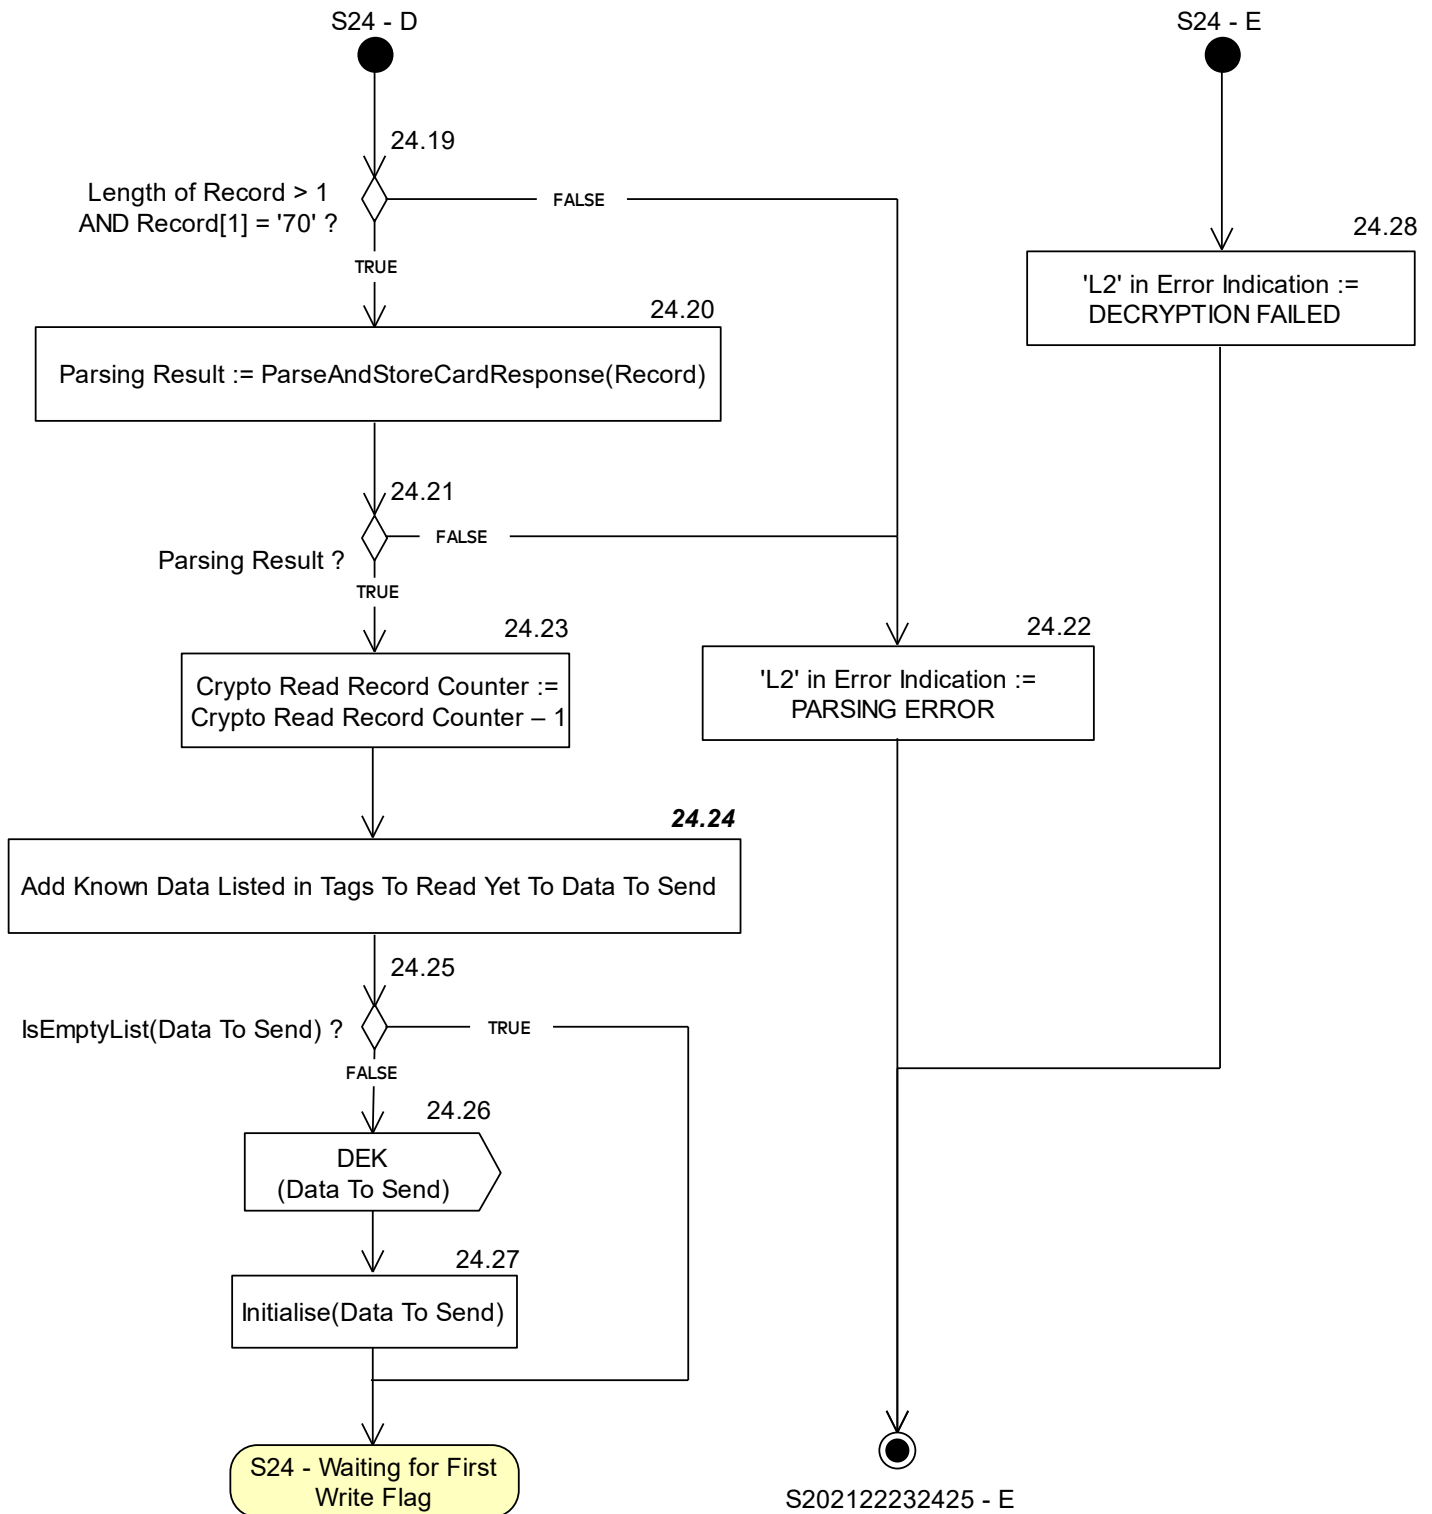 S24 - D
S24 - E
24.19
Length of Record > 1
AND Record[1] = '70' ?
FALSE
TRUE
24.28
'L2' in Error Indication :=
DECRYPTION FAILED
24.20
Parsing Result := ParseAndStoreCardResponse(Record)
24.21
Parsing Result ?
FALSE
TRUE
24.23
Crypto Read Record Counter :=
Crypto Read Record Counter – 1
24.22
'L2' in Error Indication :=
PARSING ERROR
24.24
Add Known Data Listed in Tags To Read Yet To Data To Send
24.25
IsEmptyList(Data To Send) ?
TRUE
FALSE
24.26
DEK
(Data To Send)
24.27
Initialise(Data To Send)
S24 - Waiting for First
Write Flag
S202122232425 - E